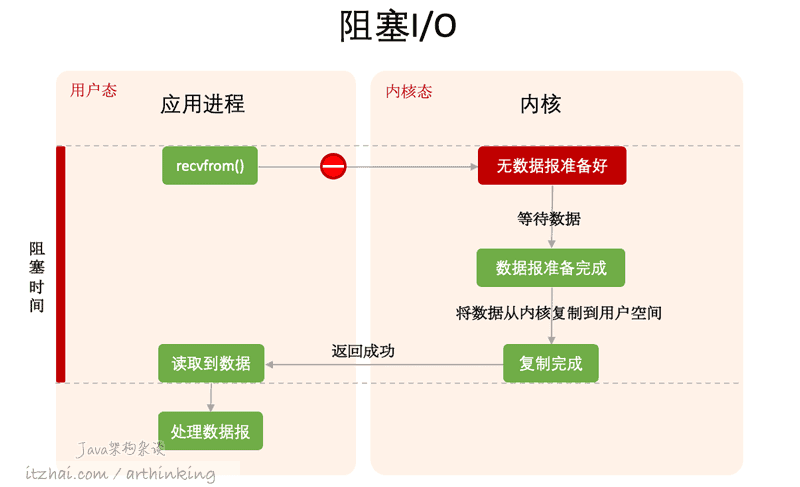 阻塞I/O
用户态
应用进程
内核态
内核
recvfrom()
无数据报准备好
等待数据
数据报准备完成
将数据从内核复制到用户空间
阻塞时间
读取到数据
返回成功
复制完成
处理数据报
Java架构杂谈
itzhai.com / arthinking